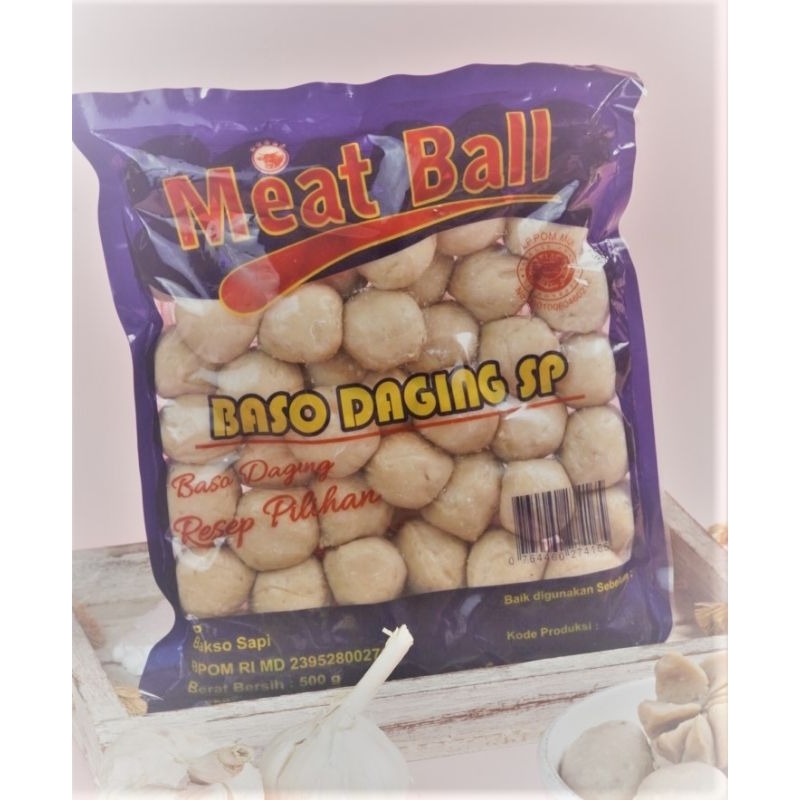 Meat Ball
BASO DAGING SP
Baso Daging
Resep Pilihan
Baik digunakan Sebelum :
Kode Produksi :
Bakso Sapi
BPOM RI MD
Berat Bersih : 500 g